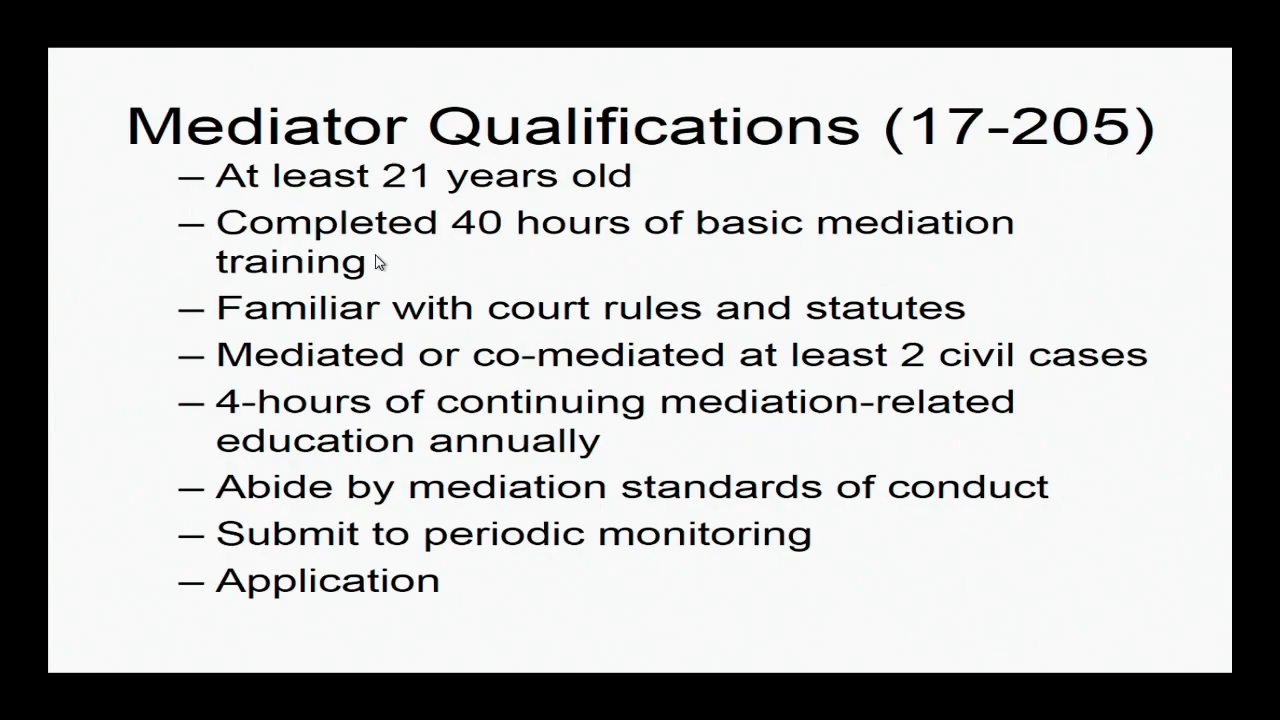 Mediator Qualifications (17-205)
– At least 21 years old
– Completed 40 hours of basic mediation
training
– Familiar with court rules and statutes
– Mediated or co-mediated at least 2 civil cases
– 4-hours of continuing mediation-related
education annually
– Abide by mediation standards of conduct
– Submit to periodic monitoring
– Application